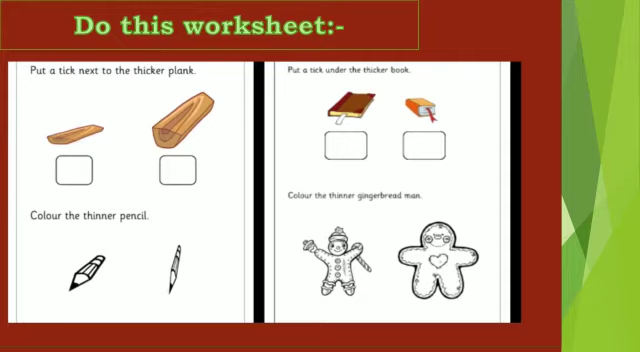 Do this worksheet:-
Put a tick next to the thicker plank.
Colour the thinner pencil.
Put a tick under the thicker book.
Colour the thinner gingerbread man.